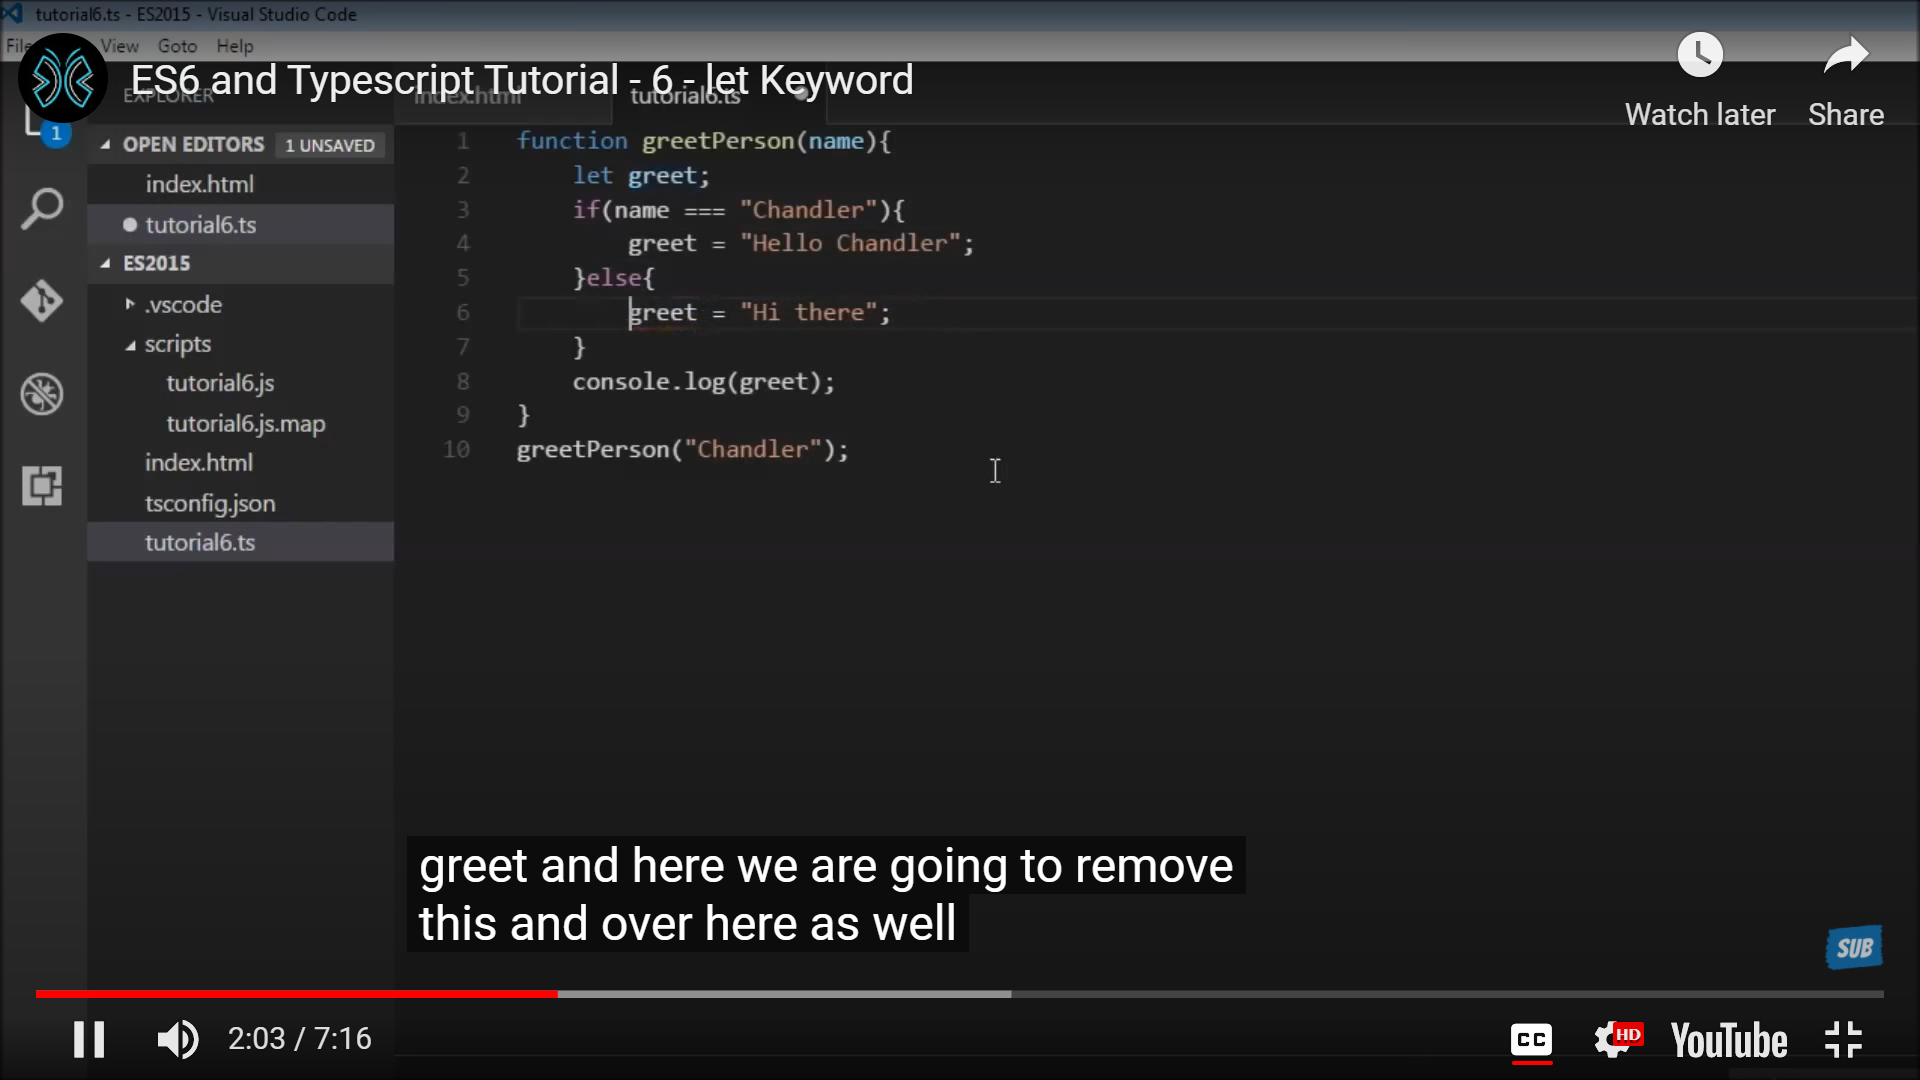 tutorial6.ts - ES2015 - Visual Studio Code
File View Goto Help
ES6 and Typescript Tutorial - 6 - let Keyword
Watch later
Share
EXPLORER
index.html
tutorial6.ts
1
OPEN EDITORS 1 UNSAVED
index.html
tutorial6.ts
ES2015
.vscode
scripts
tutorial6.js
tutorial6.js.map
index.html
tsconfig.json
tutorial6.ts
1 function greetPerson(name){
2 let greet;
3 if(name === "Chandler"){
4 greet = "Hello Chandler";
5 }else{
6 greet = "Hi there";
7 }
8 console.log(greet);
9 }
10 greetPerson("Chandler");
greet and here we are going to remove
this and over here as well
SUB
2:03 / 7:16
CC
HD
YouTube